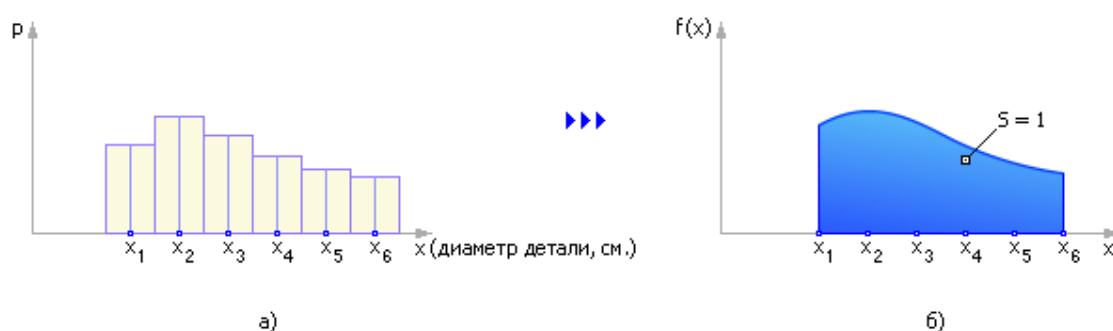 p
x₁ x₂ x₃ x₄ x₅ x₆ x (диаметр детали, см.)
а)
f(x)
S = 1
x₁ x₂ x₃ x₄ x₅ x₆ x
б)